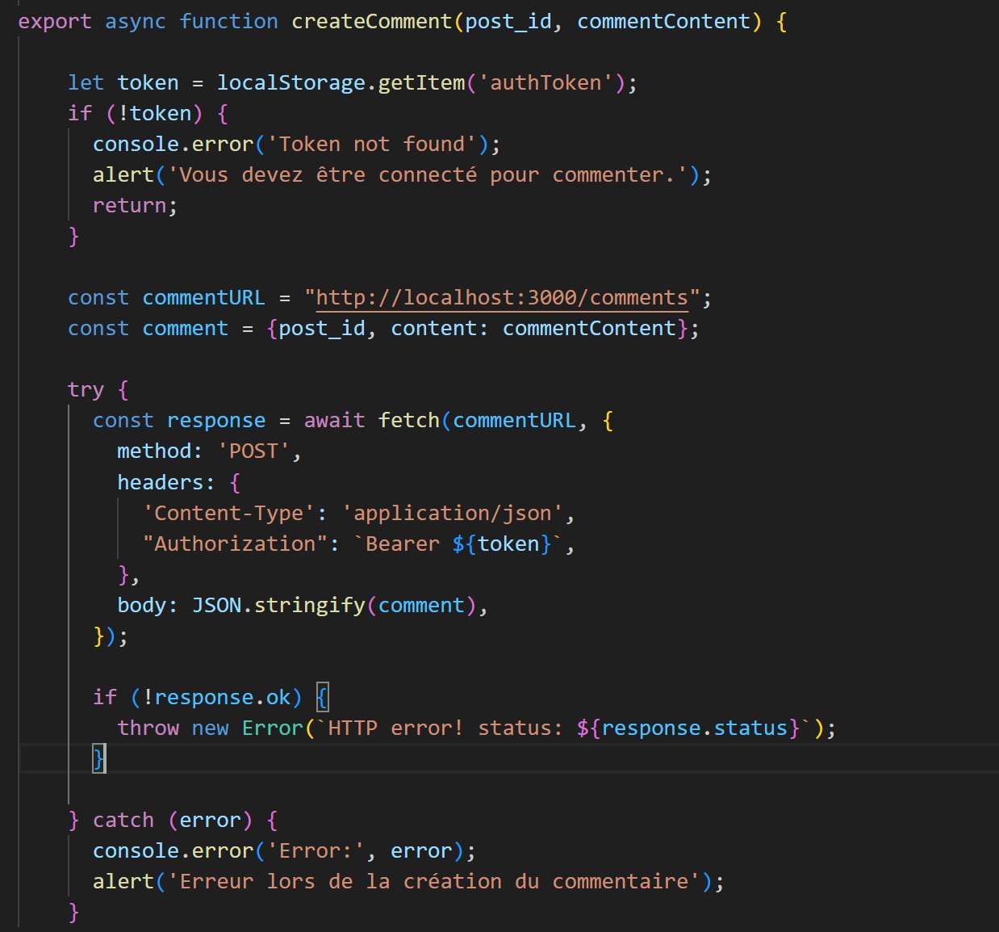 export async function createComment(post_id, commentContent) {
let token = localStorage.getItem('authToken');
if (!token) {
console.error('Token not found');
alert('Vous devez être connecté pour commenter.');
return;
}
const commentURL = "http://localhost:3000/comments";
const comment = {post_id, content: commentContent};
try {
const response = await fetch(commentURL, {
method: 'POST',
headers: {
'Content-Type': 'application/json',
"Authorization": `Bearer ${token}`,
},
body: JSON.stringify(comment),
});
if (!response.ok) {
throw new Error(`HTTP error! status: ${response.status}`);
}
} catch (error) {
console.error('Error:', error);
alert('Erreur lors de la création du commentaire');
}